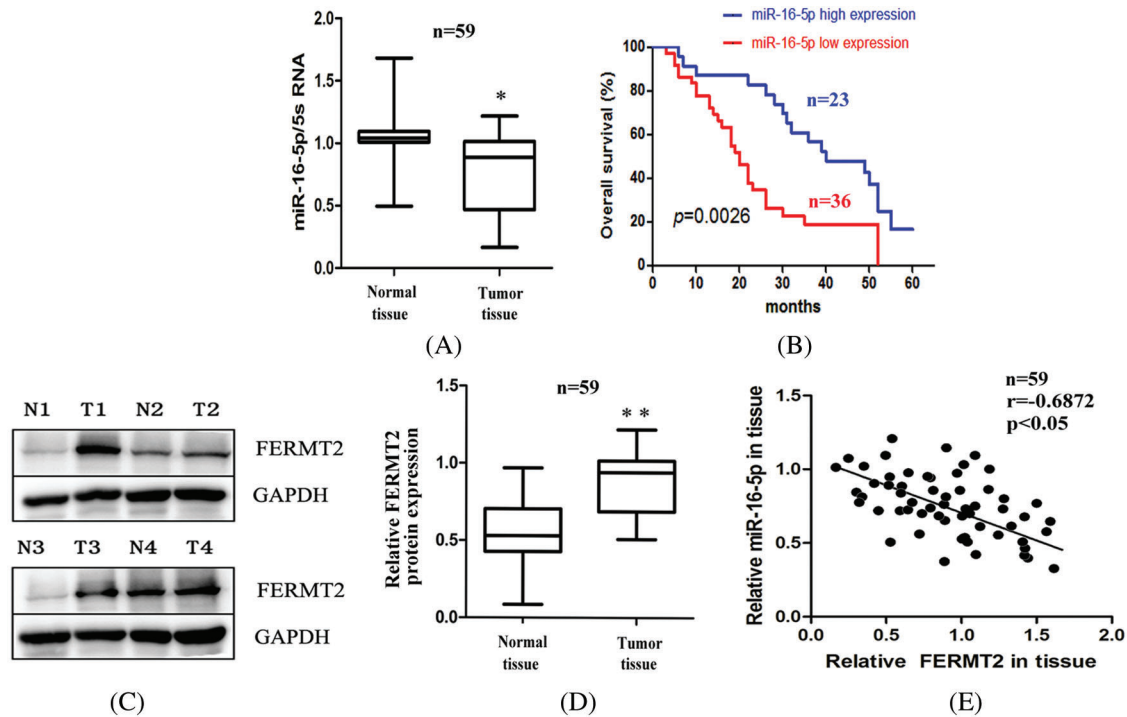 n=59
*
miR-16-5p/5s RNA
2.0
1.5
1.0
0.5
0.0
Normal
tissue
Tumor
tissue
(A)
miR-16-5p high expression
miR-16-5p low expression
Overall survival (%)
100
80
60
40
20
0
n=23
n=36
p=0.0026
0 10 20 30 40 50 60
months
(B)
N1 T1 N2 T2
FERMT2
GAPDH
N3 T3 N4 T4
FERMT2
GAPDH
(C)
n=59
**
Relative FERMT2
protein expression
1.5
1.0
0.5
0.0
Normal
tissue
Tumor
tissue
(D)
n=59
r=-0.6872
p<0.05
Relative miR-16-5p in tissue
1.5
1.0
0.5
0.0
0.0 0.5 1.0 1.5 2.0
Relative FERMT2 in tissue
(E)